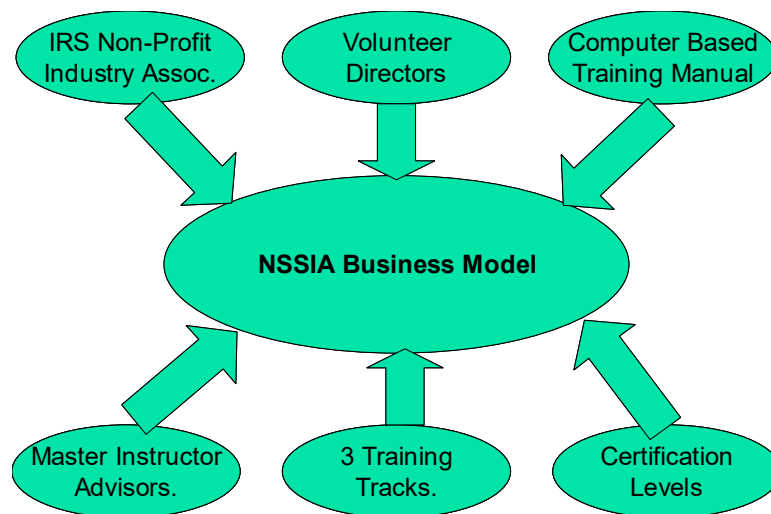 IRS Non-Profit
Industry Assoc.
Volunteer
Directors
Computer Based
Training Manual
NSSIA Business Model
Master Instructor
Advisors.
3 Training
Tracks.
Certification
Levels